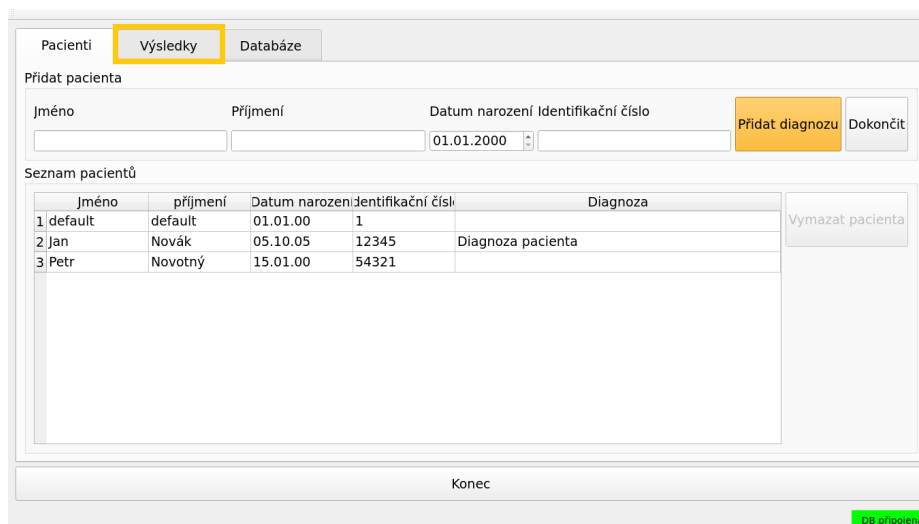 Pacienti Výsledky Databáze
Přidat pacienta
Jméno Příjmení Datum narození Identifikační číslo
01.01.2000 Přidat diagnozu Dokončit
Seznam pacientů
Jméno příjmení Datum narozen dentifikační čísl Diagnoza
1 default default 01.01.00 1
2 Jan Novák 05.10.05 12345 Diagnoza pacienta
3 Petr Novotný 15.01.00 54321
Vymazat pacienta
Konec
DB připojen